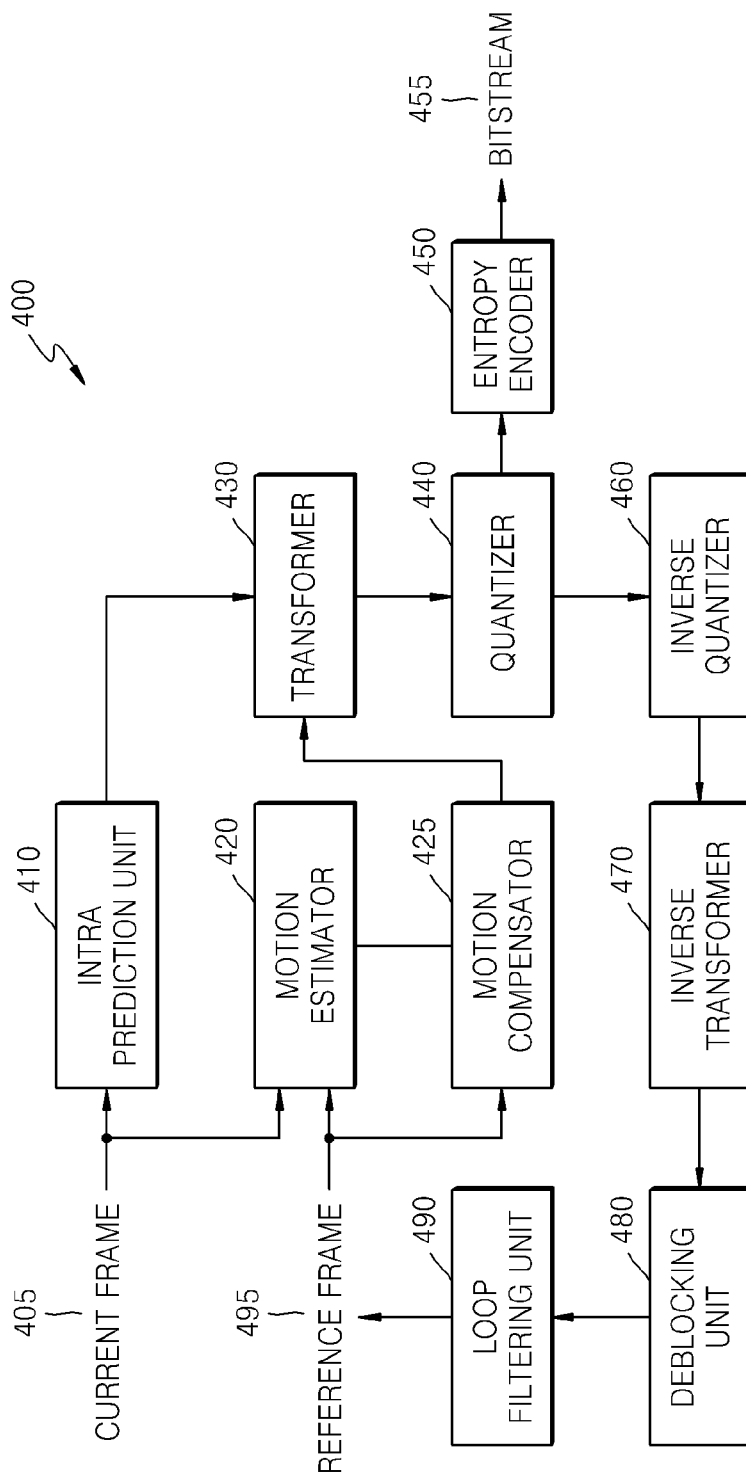 400
405
CURRENT FRAME
410
INTRA
PREDICTION UNIT
430
TRANSFORMER
495
REFERENCE FRAME
420
MOTION
ESTIMATOR
425
MOTION
COMPENSATOR
440
QUANTIZER
450
ENTROPY
ENCODER
455
BITSTREAM
490
LOOP
FILTERING UNIT
480
DEBLOCKING
UNIT
470
INVERSE
TRANSFORMER
460
INVERSE
QUANTIZER